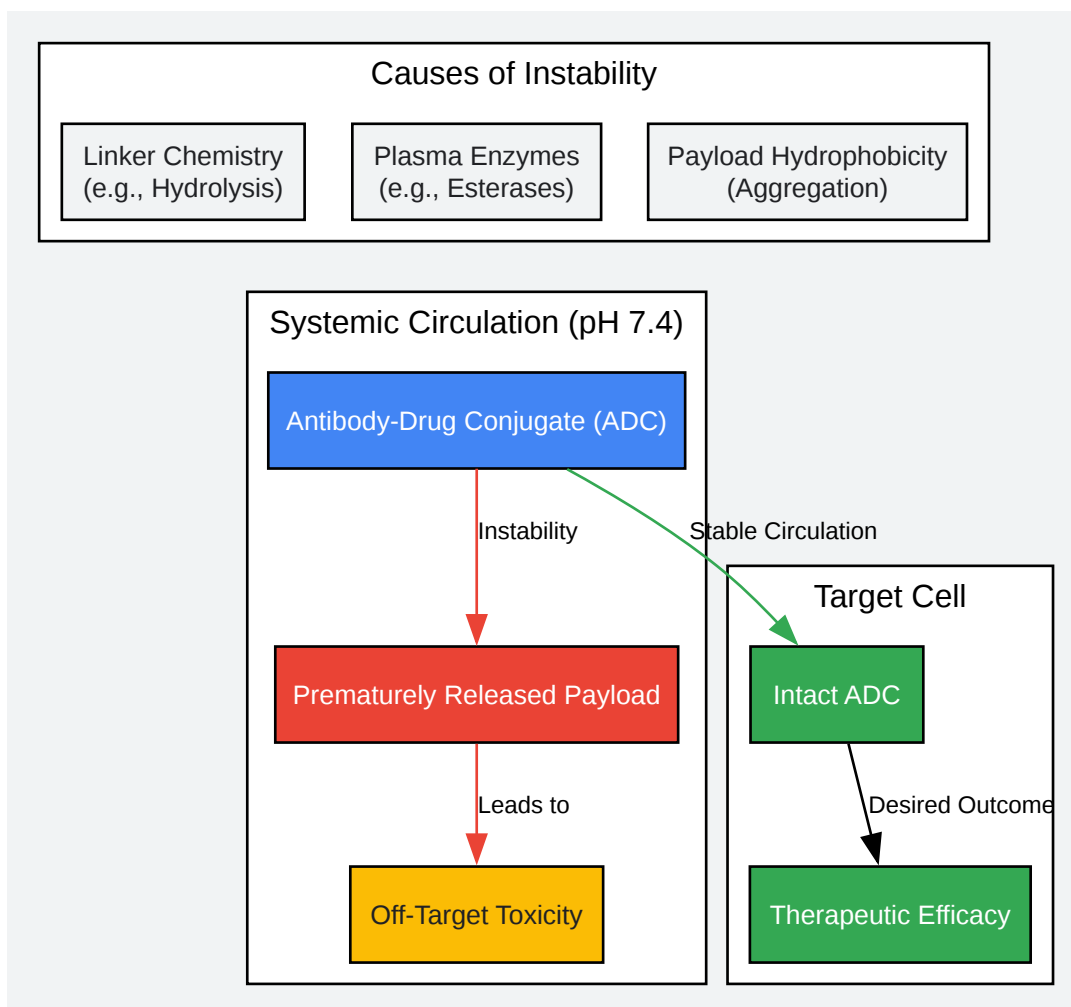 Causes of Instability
Linker Chemistry
(e.g., Hydrolysis)
Plasma Enzymes
(e.g., Esterases)
Payload Hydrophobicity
(Aggregation)
Systemic Circulation (pH 7.4)
Antibody-Drug Conjugate (ADC)
Instability
Stable Circulation
Target Cell
Prematurely Released Payload
Intact ADC
Leads to
Desired Outcome
Off-Target Toxicity
Therapeutic Efficacy